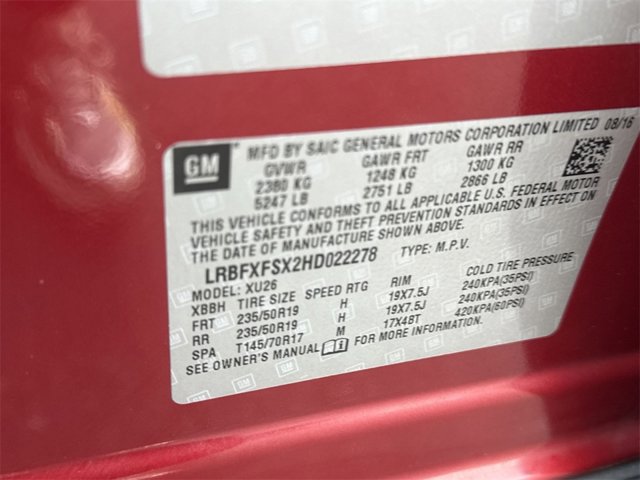 GM
MFD BY SAIC GENERAL MOTORS CORPORATION LIMITED 08/16
GVWR GAWR FRT GAWR RR
2380 KG 1248 KG 1300 KG
5247 LB 2751 LB 2866 LB
THIS VEHICLE CONFORMS TO ALL APPLICABLE U.S. FEDERAL MOTOR
VEHICLE SAFETY AND THEFT PREVENTION STANDARDS IN EFFECT ON
THE DATE OF MANUFACTURE SHOWN ABOVE.
LRBFXFSX2HD022278 TYPE: M.P.V.
MODEL: XU26
XBBH TIRE SIZE SPEED RTG RIM COLD TIRE PRESSURE
FRT 235/50R19 H 19X7.5J 240KPA(35PSI)
RR 235/50R19 H 19X7.5J 240KPA(35PSI)
SPA T145/70R17 M 17X4BT 420KPA(60PSI)
SEE OWNER'S MANUAL i FOR MORE INFORMATION.